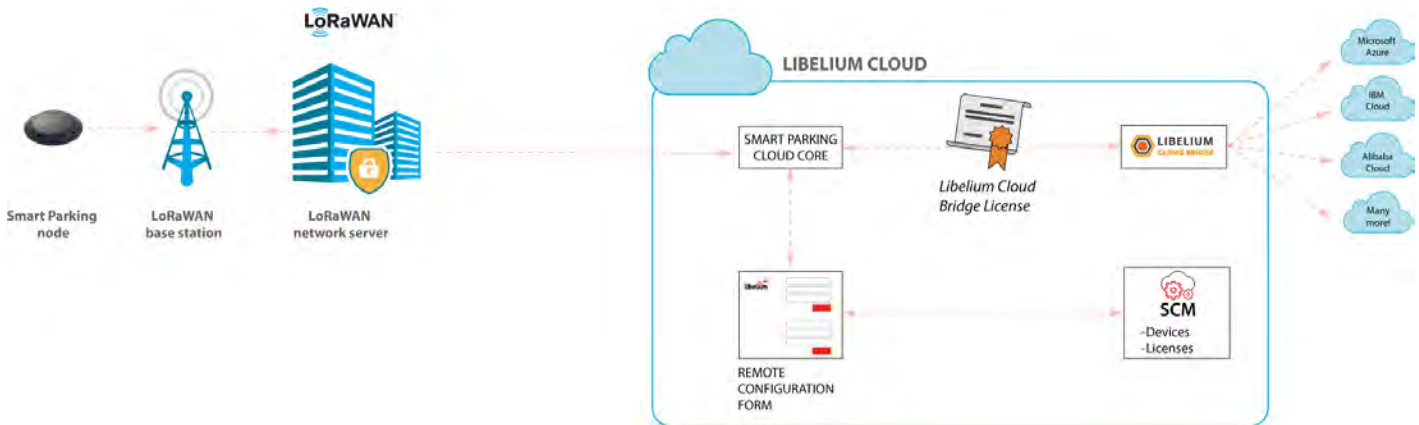 LoRaWAN
LIBELIUM CLOUD
Microsoft
Azure
IBM
Cloud
Alibaba
Cloud
Many
more!
SMART PARKING
CLOUD CORE
Libelium Cloud
Bridge License
LIBELIUM
CLOUD BRIDGE
Smart Parking
node
LoRaWAN
base station
LoRaWAN
network server
libelium
REMOTE
CONFIGURATION
FORM
SCM
-Devices
-Licenses